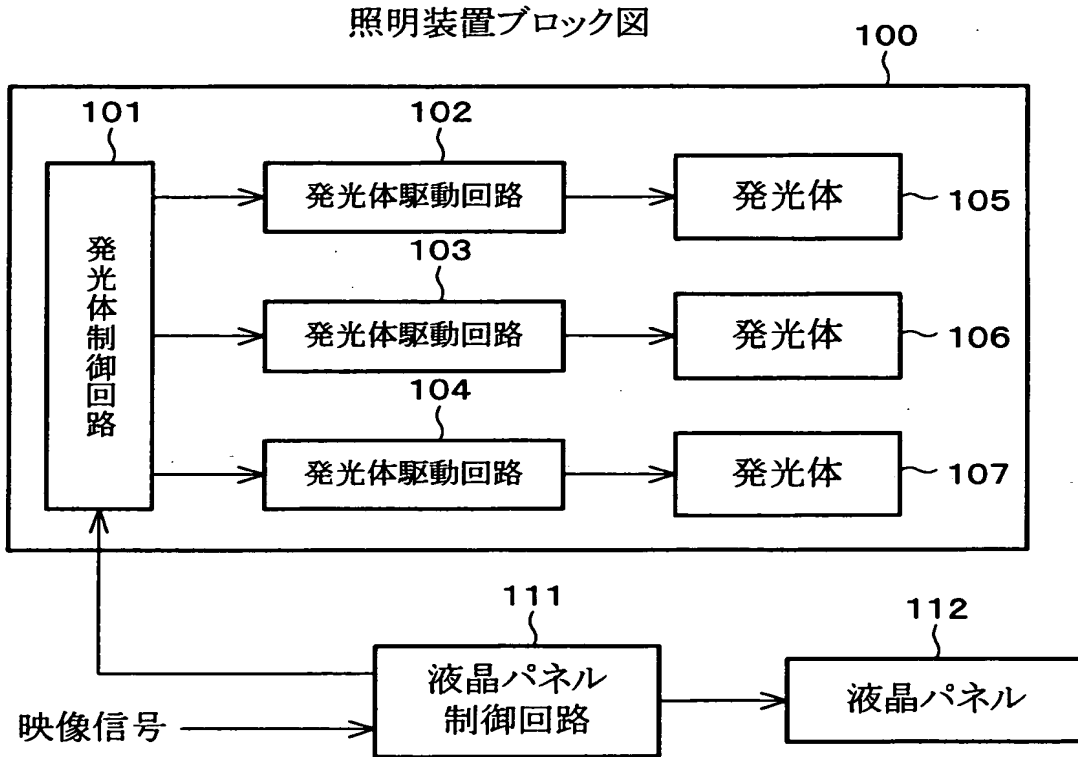 照明装置ブロック図
100
101
102
発光体制御回路
発光体駆動回路
発光体
105
103
発光体駆動回路
発光体
106
104
発光体駆動回路
発光体
107
111
112
液晶パネル
制御回路
液晶パネル
映像信号